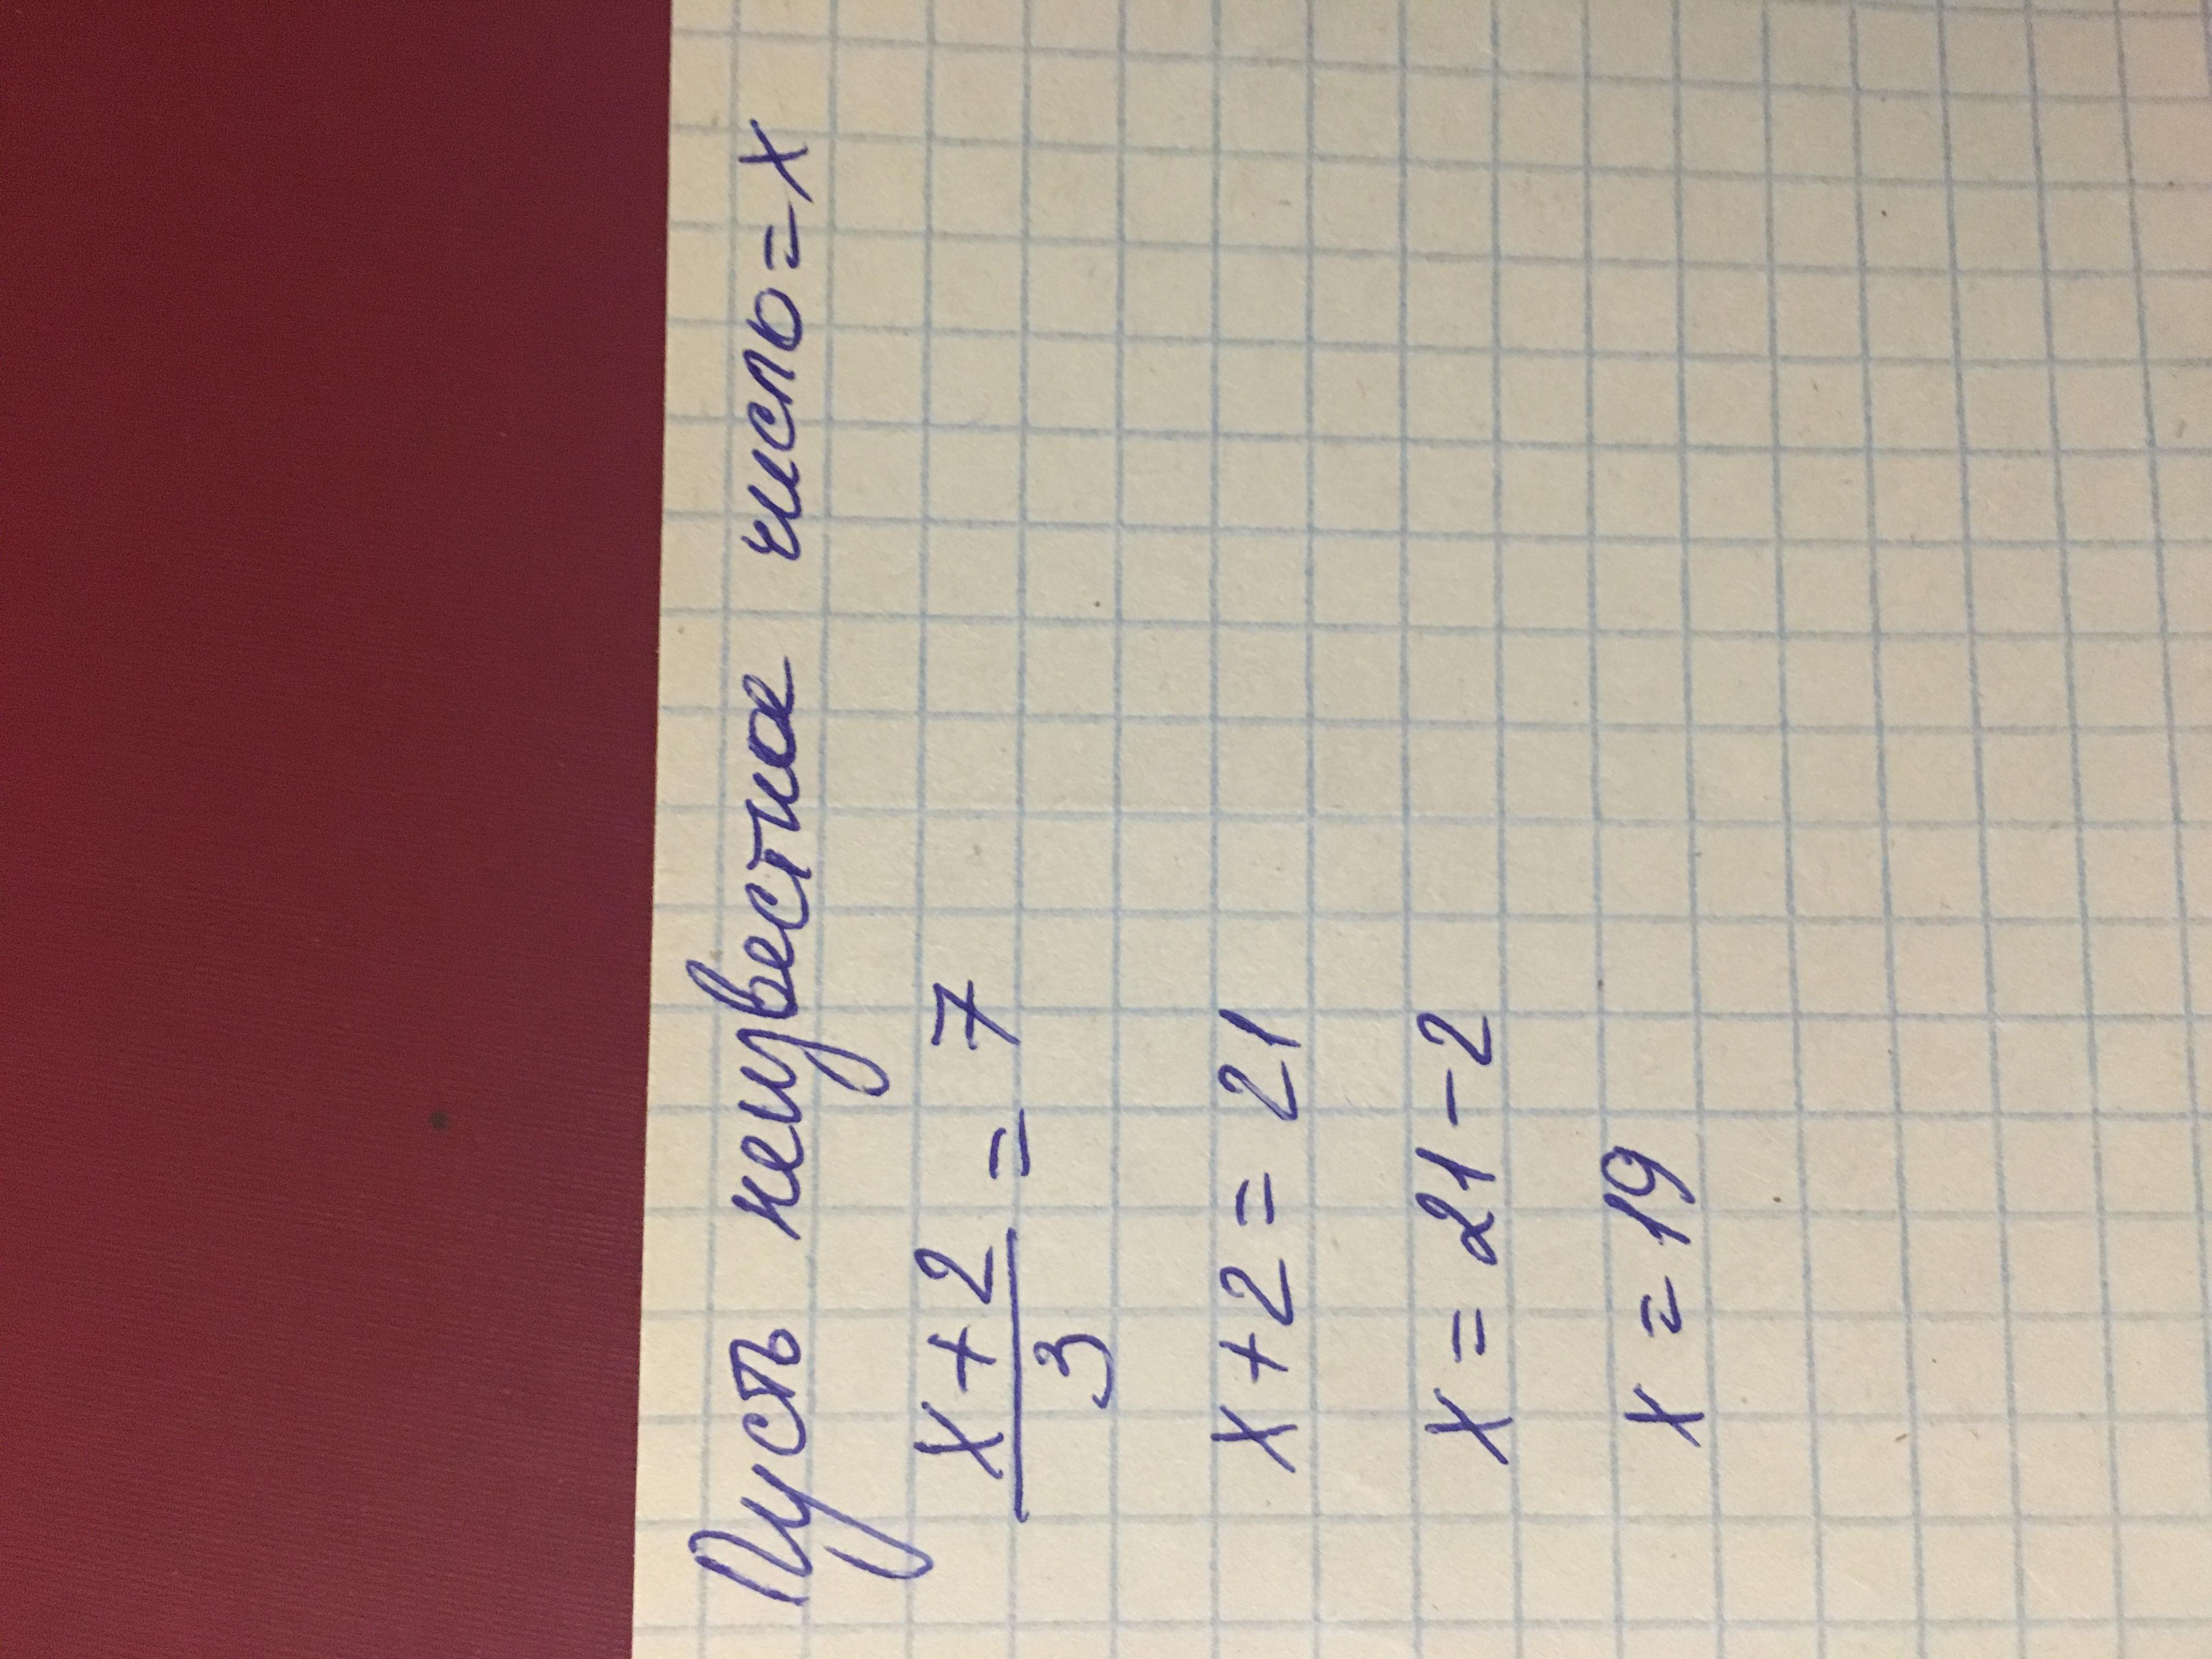 Пусть неизвестное число = x
x+2/3 = 7
x+2 = 21
x = 21-2
x = 19